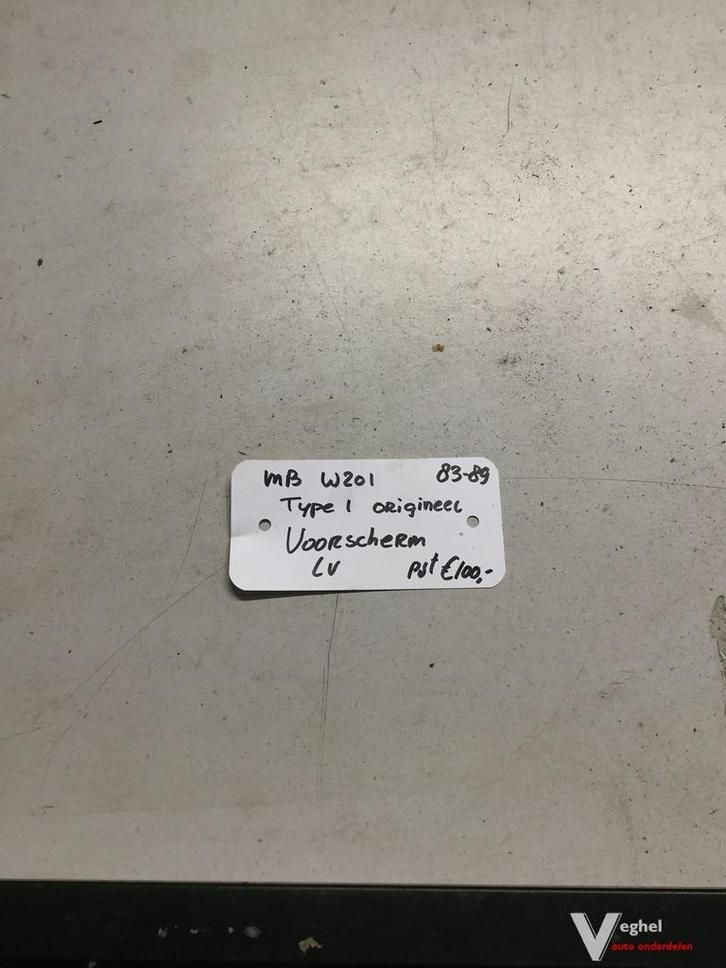 MB W201 83-89
Type 1 origineel
Voorscherm
LV pst €100,-
Veghel
auto onderdelen